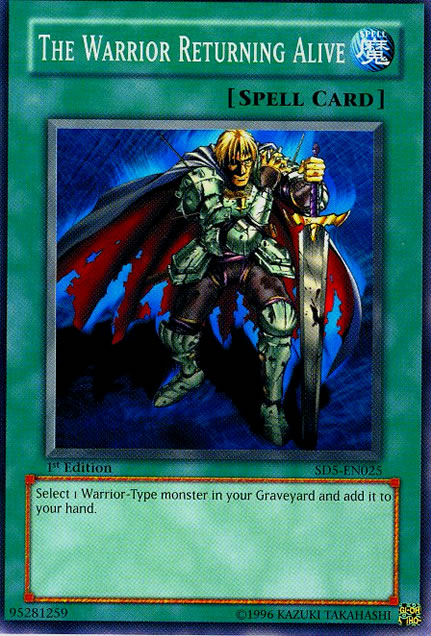 THE WARRIOR RETURNING ALIVE
SPELL
魔
[SPELL CARD]
1st Edition
SD5-EN025
Select 1 Warrior-Type monster in your Graveyard and add it to
your hand.
95281259
©1996 KAZUKI TAKAHASHI